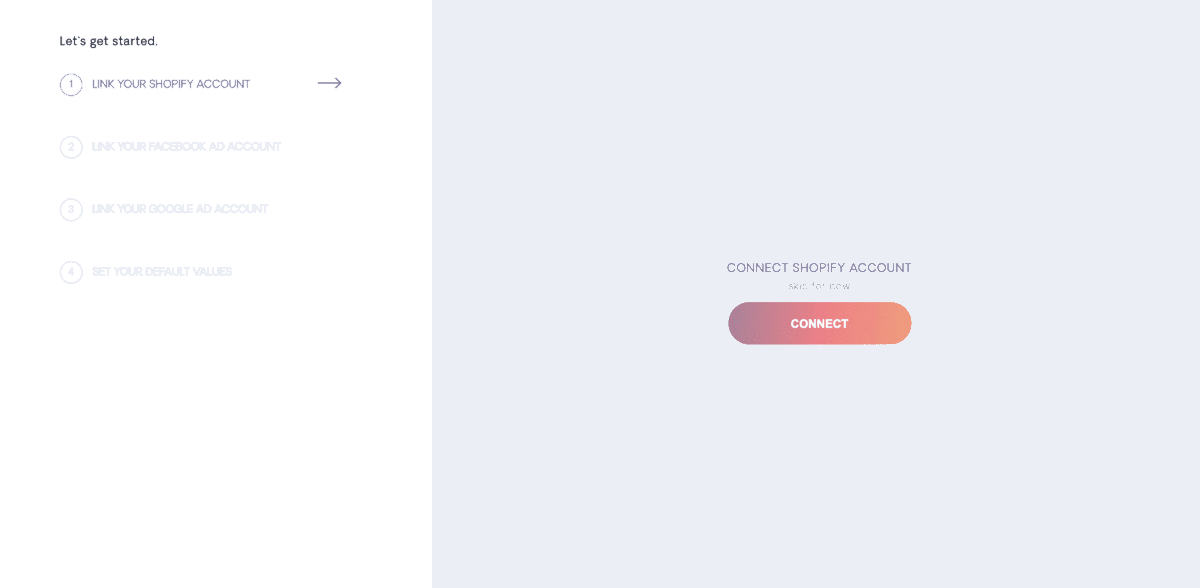 Let's get started.
1 LINK YOUR SHOPIFY ACCOUNT
2 LINK YOUR FACEBOOK AD ACCOUNT
3 LINK YOUR GOOGLE AD ACCOUNT
4 SET YOUR DEFAULT VALUES
CONNECT SHOPIFY ACCOUNT
skip for now
CONNECT